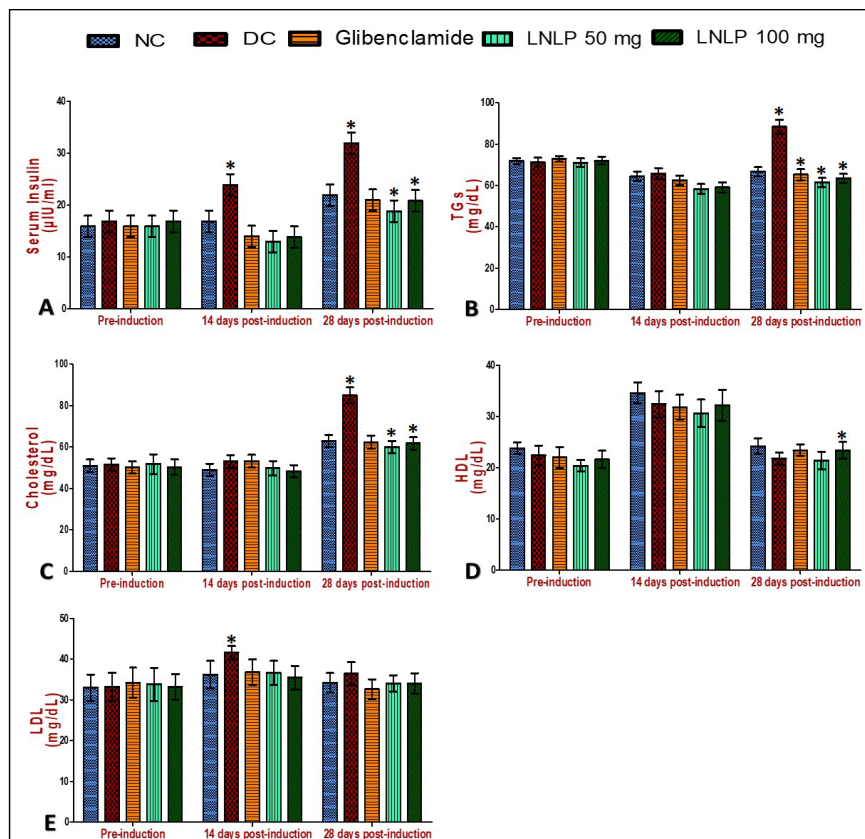 NC DC Glibenclamide LNLP 50 mg LNLP 100 mg
Serum Insulin
(µIU/ml)
40
30
20
10
0
*
*
*
*
A
Pre-induction 14 days post-induction 28 days post-induction
TGs
(mg/dL)
100
80
60
40
20
0
*
*
*
*
B
Pre-induction 14 days post-induction 28 days post-induction
Cholesterol
(mg/dL)
100
80
60
40
20
0
*
*
*
C
Pre-induction 14 days post-induction 28 days post-induction
HDL
(mg/dL)
40
30
20
10
0
*
D
Pre-induction 14 days post-induction 28 days post-induction
LDL
(mg/dL)
50
40
30
20
10
0
*
E
Pre-induction 14 days post-induction 28 days post-induction